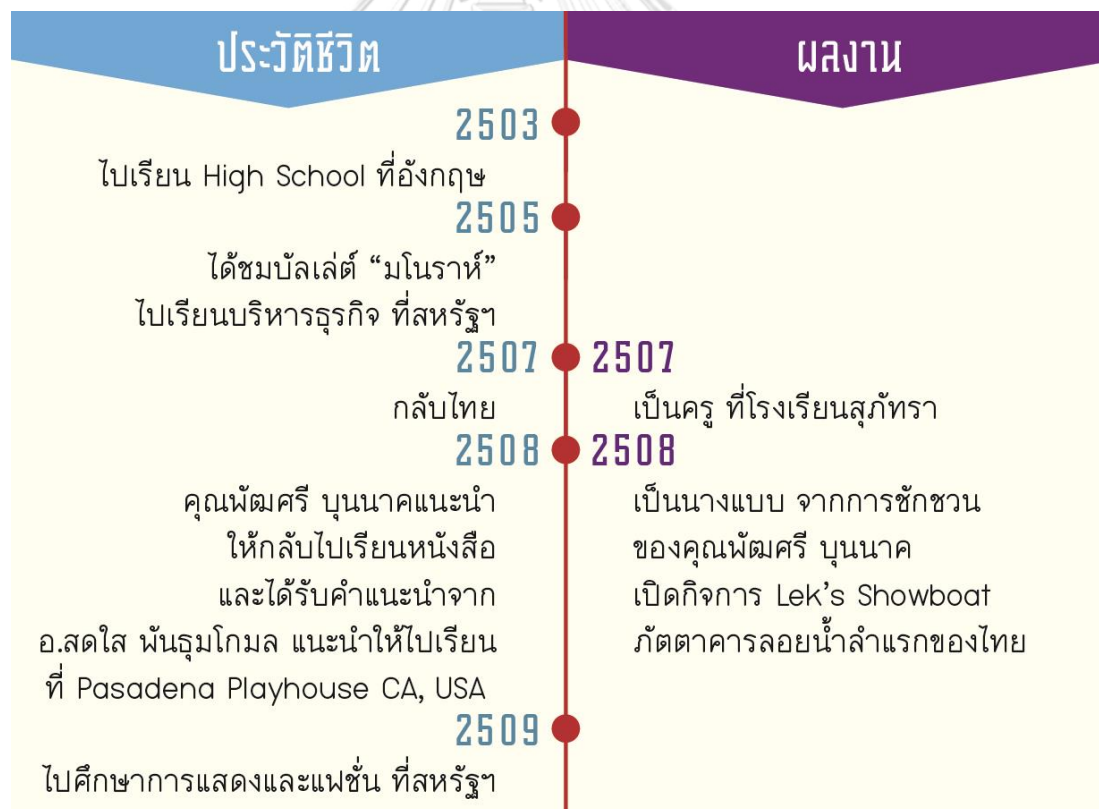 ประวัติชีวิต
ผลงาน
2503
ไปเรียน High School ที่อังกฤษ
2505
ได้ชมบัลเล่ต์ “มโนราห์”
ไปเรียนบริหารธุรกิจ ที่สหรัฐฯ
2507
กลับไทย
2507
เป็นครู ที่โรงเรียนสุภัทรา
2508
คุณพัฒศรี บุนนาคแนะนำ
ให้กลับไปเรียนหนังสือ
และได้รับคำแนะนำจาก
อ.สดใส พันธุมโกมล แนะนำให้ไปเรียน
ที่ Pasadena Playhouse CA, USA
2508
เป็นนางแบบ จากการชักชวน
ของคุณพัฒศรี บุนนาค
เปิดกิจการ Lek’s Showboat
ภัตตาคารลอยน้ำลำแรกของไทย
2509
ไปศึกษาการแสดงและแฟชั่น ที่สหรัฐฯ